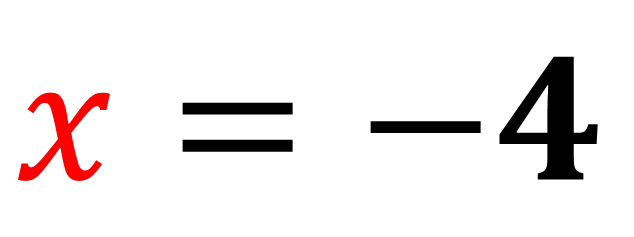 x = −4